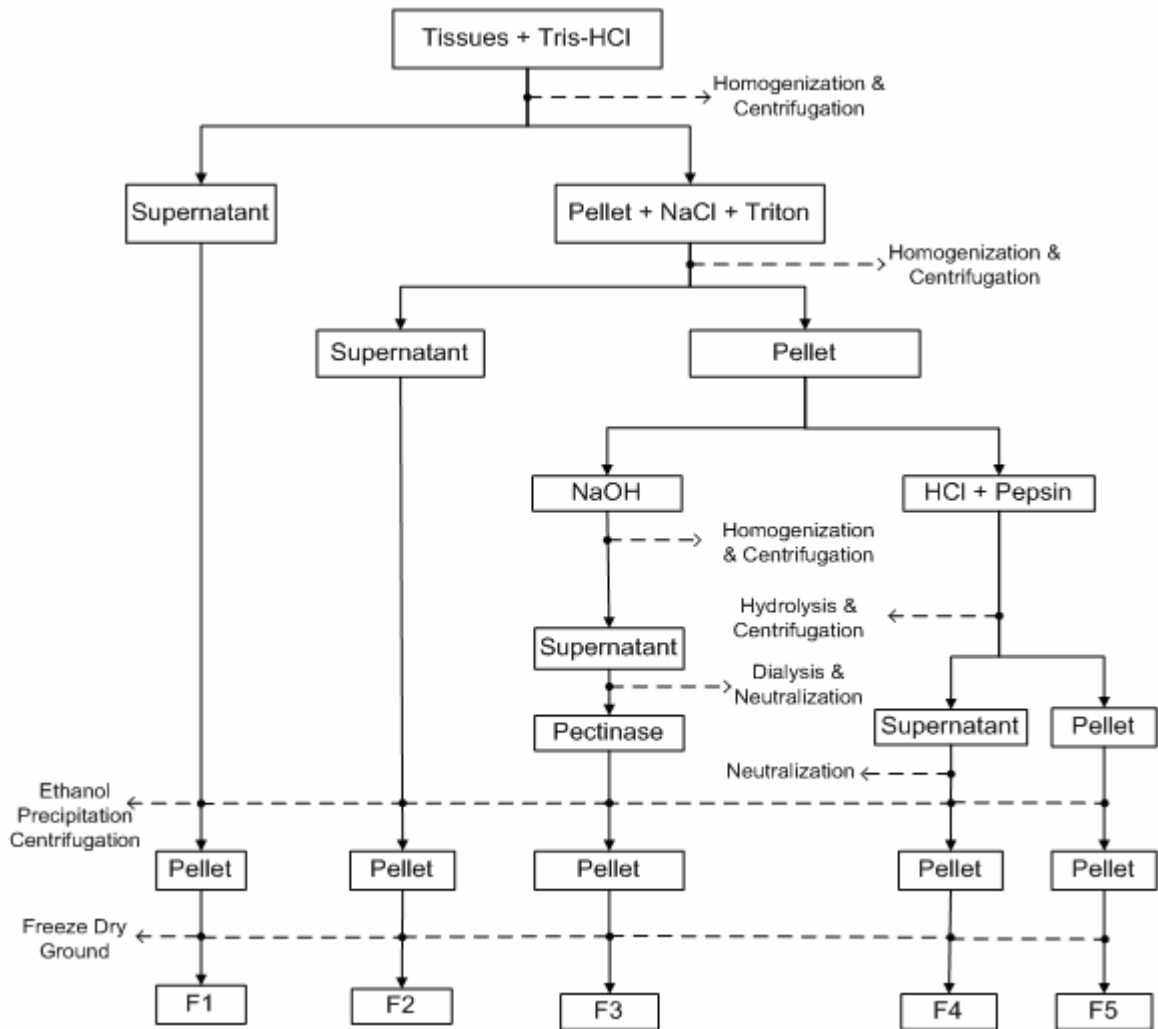 Tissues + Tris-HCl
Homogenization &
Centrifugation
Supernatant
Pellet + NaCl + Triton
Homogenization &
Centrifugation
Supernatant
Pellet
NaOH
HCl + Pepsin
Homogenization
& Centrifugation
Hydrolysis &
Centrifugation
Supernatant
Dialysis &
Neutralization
Pectinase
Supernatant
Pellet
Neutralization
Ethanol
Precipitation
Centrifugation
Pellet
Pellet
Pellet
Pellet
Pellet
Freeze Dry
Ground
F1
F2
F3
F4
F5